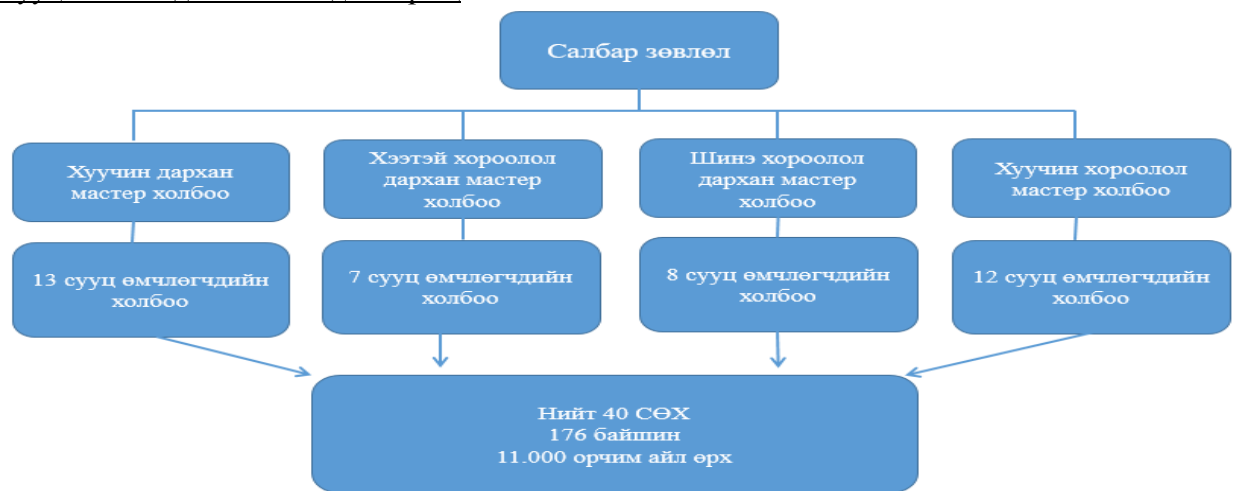 Салбар зөвлөл
Хуучин дархан
мастер холбоо
Хээтэй хороолол
дархан мастер
холбоо
Шинэ хороолол
дархан мастер
холбоо
Хуучин хороолол
мастер холбоо
13 сууц өмчлөгчдийн
холбоо
7 сууц өмчлөгчдийн
холбоо
8 сууц өмчлөгчдийн
холбоо
12 сууц өмчлөгчдийн
холбоо
Нийт 40 СӨХ
176 байшин
11.000 орчим айл өрх